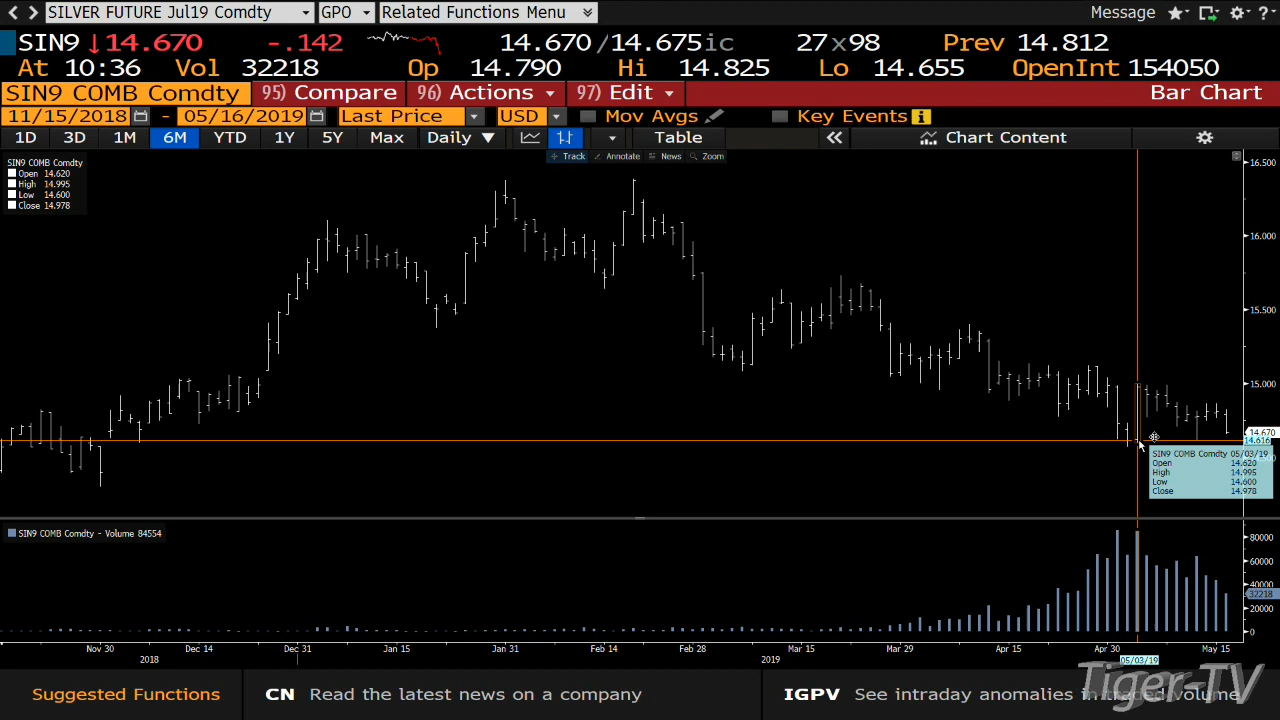 SILVER FUTURE Jul19 Comdty GPO Related Functions Menu Message ?
SIN9 ↓14.670 -.142 14.670/14.675ic 27x98 Prev 14.812
At 10:36 Vol 32218 Op 14.790 Hi 14.825 Lo 14.655 OpenInt 154050
SIN9 COMB Comdty 95) Compare 96) Actions 97) Edit Bar Chart
11/15/2018 - 05/16/2019 Last Price USD Mov Avgs Key Events i
1D 3D 1M 6M YTD 1Y 5Y Max Daily ▼ Table « Chart Content
Track Annotate News Zoom
SIN9 COMB Comdty
Open 14.620
High 14.995
Low 14.600
Close 14.978
16.500
16.000
15.500
15.000
14.670
14.616
SIN9 COMB Comdty 05/03/19
Open 14.620
High 14.995
Low 14.600
Close 14.978
SIN9 COMB Comdty - Volume 84554
80000
60000
40000
32218
20000
0
Nov 30 Dec 14 Dec 31 Jan 15 Jan 31 Feb 14 Feb 28 Mar 15 Mar 29 Apr 15 Apr 30 May 15
2018 2019 05/03/19
Suggested Functions CN Read the latest news on a company IGPV See intraday anomalies in traded volume
Tiger-TV